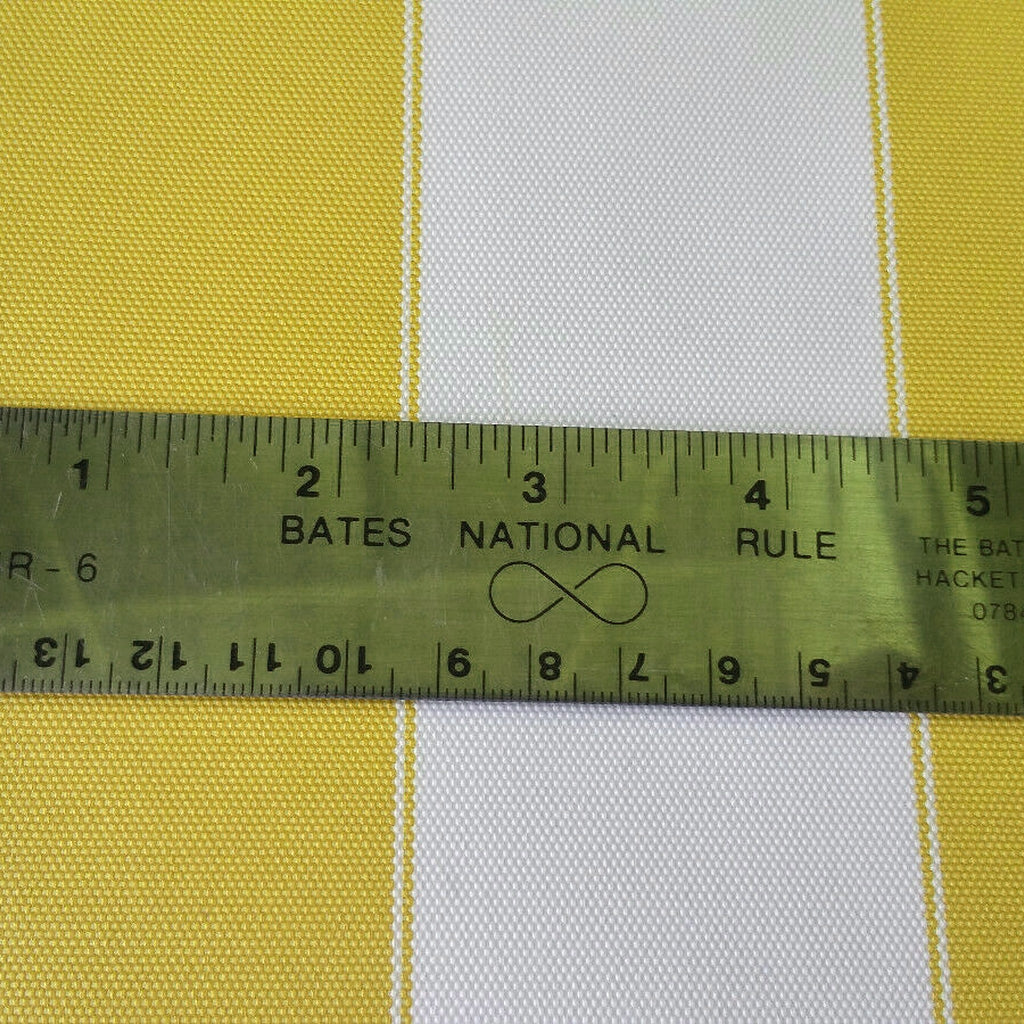 1 2 3 4 5
BATES NATIONAL RULE
THE BAT
R - 6
HACKET
078
13 12 11 10 9 8 7 6 5 4 3